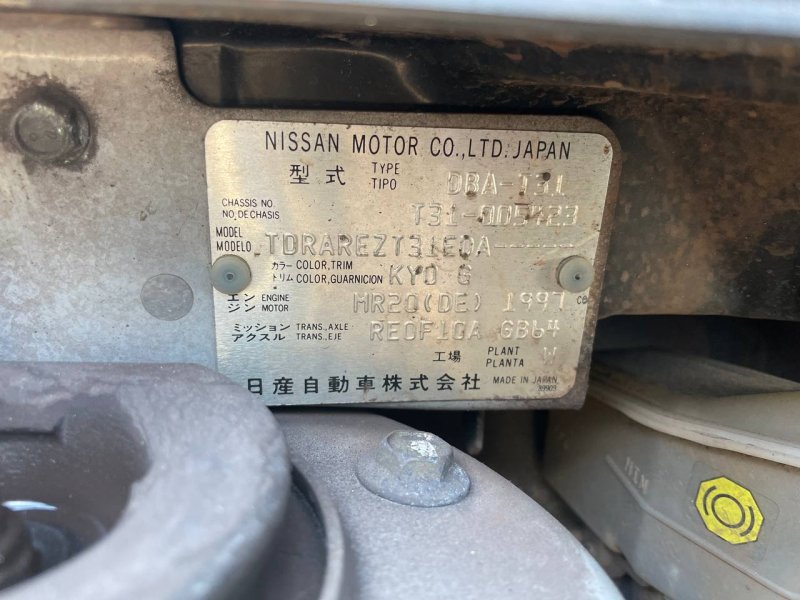 NISSAN MOTOR CO.,LTD. JAPAN
型式 TYPE TIPO DBA-T31
CHASSIS NO. NO. DE CHASIS T31-005423
MODEL MODELO TDRAREZT31EDA-----
カラー COLOR,TRIM トリム COLOR,GUARNICION KY0 G
エンジン ENGINE MOTOR MR20(DE) 1997 cc
ミッション TRANS.,AXLE アクスル TRANS.,EJE RE0F10A GB64
工場 PLANT PLANTA W
日産自動車株式会社 MADE IN JAPAN